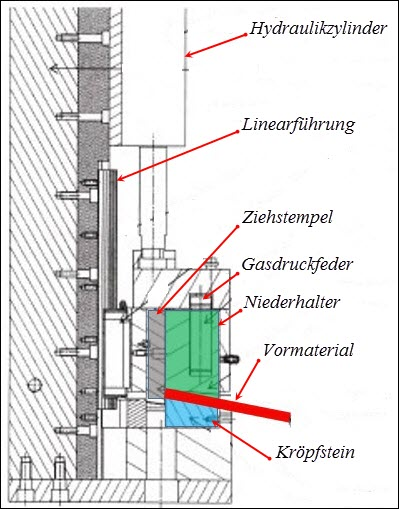 Hydraulikzylinder
Linearführung
Ziehstempel
Gasdruckfeder
Niederhalter
Vormaterial
Kröpfstein